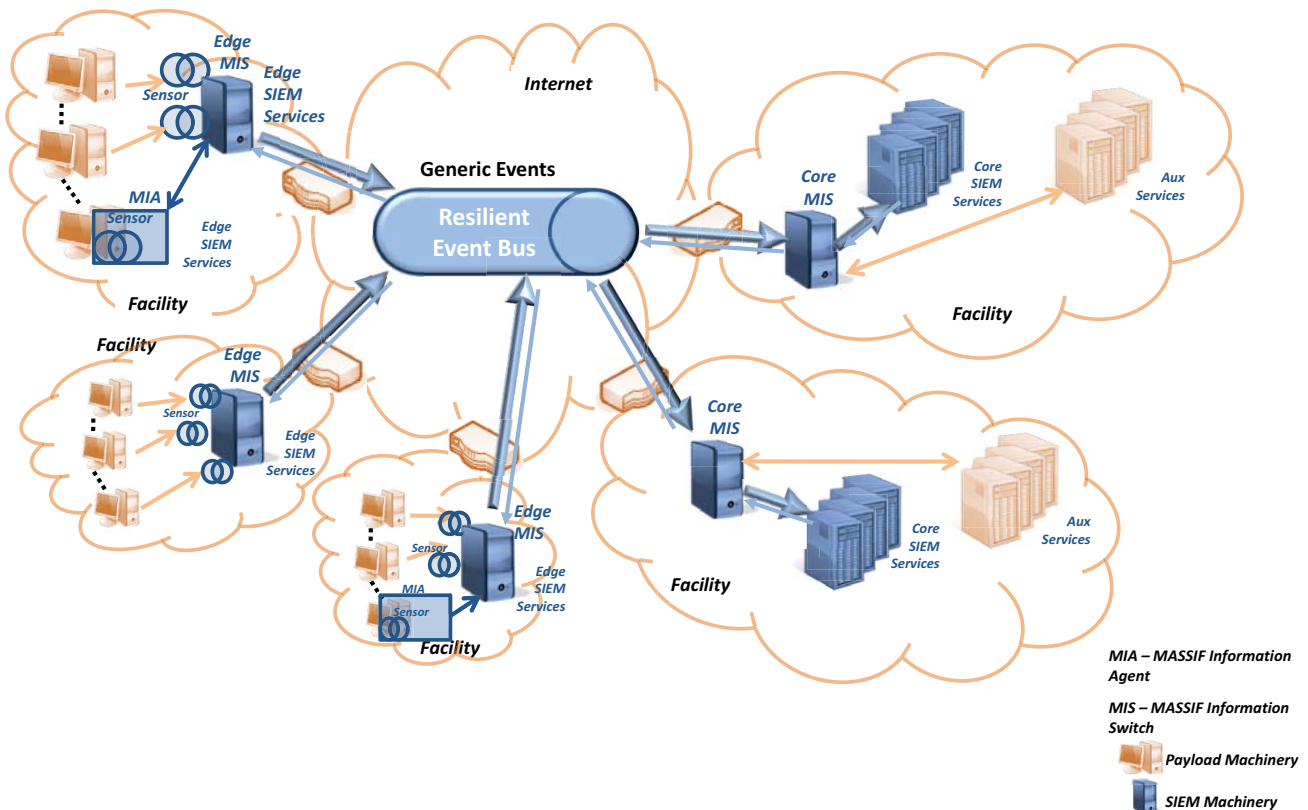 Edge
MIS
Edge
SIEM
Services
Sensor
MIA
Sensor
Edge
SIEM
Services
Facility
Internet
Generic Events
Resilient
Event Bus
Core
MIS
Core
SIEM
Services
Aux
Services
Facility
Facility
Edge
MIS
Sensor
Edge
SIEM
Services
Edge
MIS
Sensor
Edge
SIEM
Services
MIA
Sensor
Facility
Core
MIS
Core
SIEM
Services
Aux
Services
Facility
MIA – MASSIF Information
Agent
MIS – MASSIF Information
Switch
Payload Machinery
SIEM Machinery